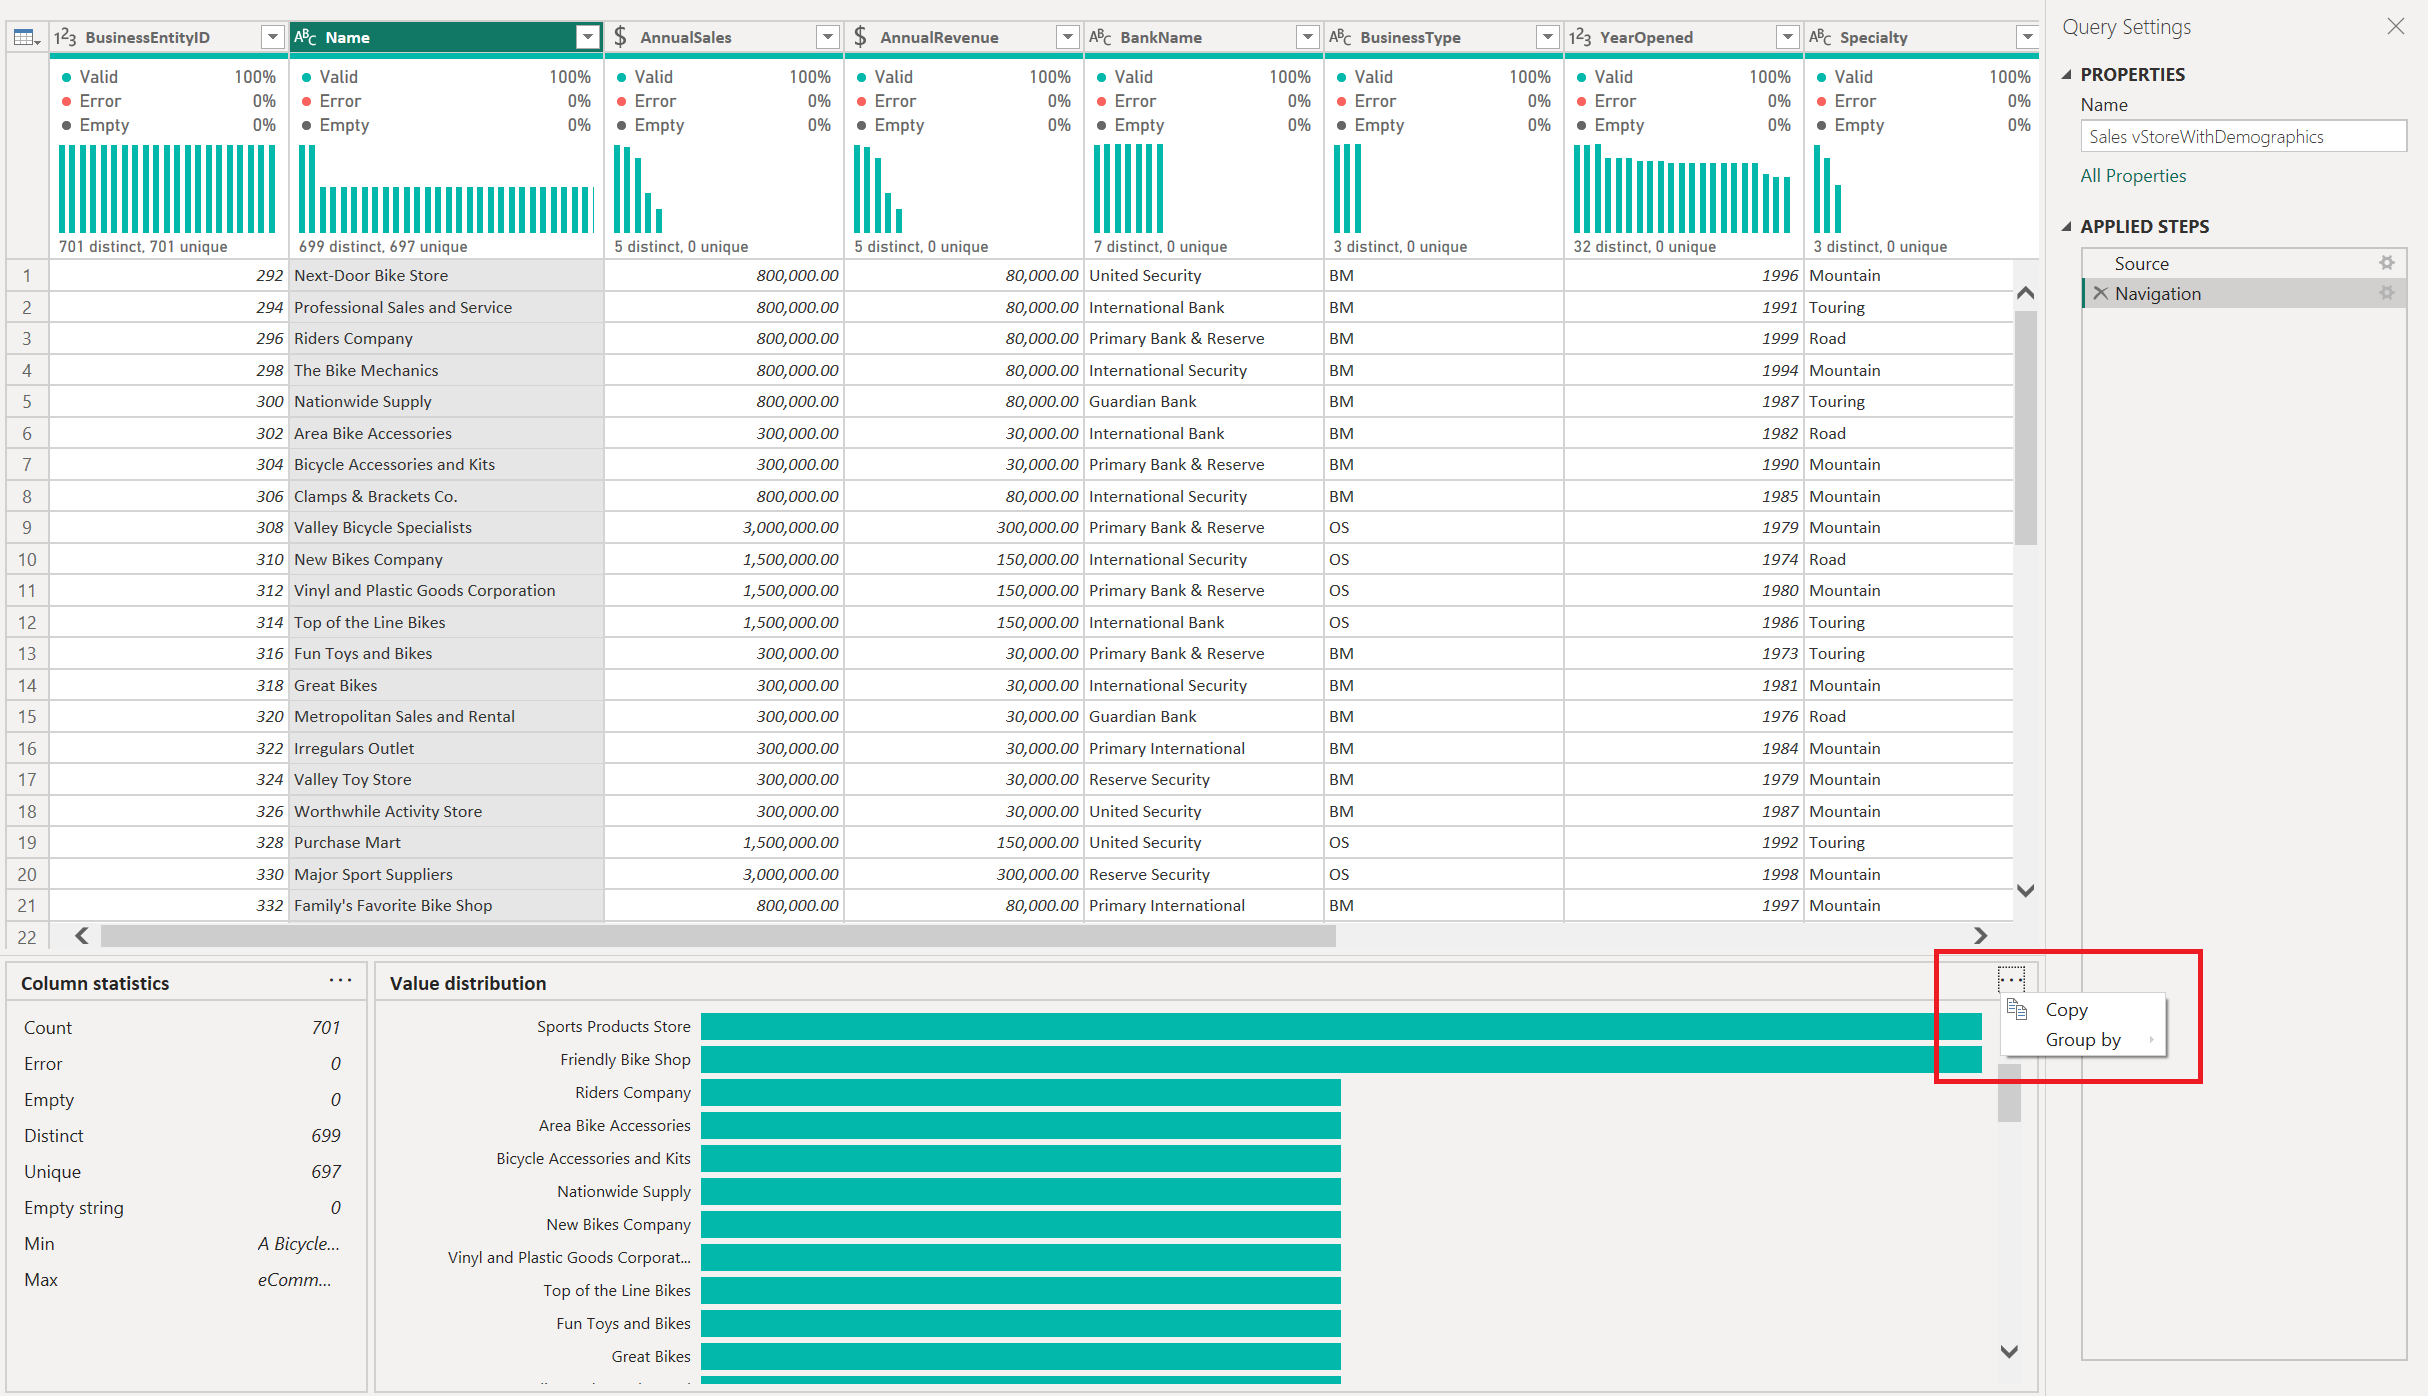 1²3 BusinessEntityID ABC Name $ AnnualSales $ AnnualRevenue ABC BankName ABC BusinessType 1²3 YearOpened ABC Specialty
Valid 100% Valid 100% Valid 100% Valid 100% Valid 100% Valid 100% Valid 100% Valid 100%
Error 0% Error 0% Error 0% Error 0% Error 0% Error 0% Error 0% Error 0%
Empty 0% Empty 0% Empty 0% Empty 0% Empty 0% Empty 0% Empty 0% Empty 0%
701 distinct, 701 unique 699 distinct, 697 unique 5 distinct, 0 unique 5 distinct, 0 unique 7 distinct, 0 unique 3 distinct, 0 unique 32 distinct, 0 unique 3 distinct, 0 unique
1 292 Next-Door Bike Store 800,000.00 80,000.00 United Security BM 1996 Mountain
2 294 Professional Sales and Service 800,000.00 80,000.00 International Bank BM 1991 Touring
3 296 Riders Company 800,000.00 80,000.00 Primary Bank & Reserve BM 1999 Road
4 298 The Bike Mechanics 800,000.00 80,000.00 International Security BM 1994 Mountain
5 300 Nationwide Supply 800,000.00 80,000.00 Guardian Bank BM 1987 Touring
6 302 Area Bike Accessories 300,000.00 30,000.00 International Bank BM 1982 Road
7 304 Bicycle Accessories and Kits 300,000.00 30,000.00 Primary Bank & Reserve BM 1990 Mountain
8 306 Clamps & Brackets Co. 800,000.00 80,000.00 International Security BM 1985 Mountain
9 308 Valley Bicycle Specialists 3,000,000.00 300,000.00 Primary Bank & Reserve OS 1979 Mountain
10 310 New Bikes Company 1,500,000.00 150,000.00 International Security OS 1974 Road
11 312 Vinyl and Plastic Goods Corporation 1,500,000.00 150,000.00 Primary Bank & Reserve OS 1980 Mountain
12 314 Top of the Line Bikes 1,500,000.00 150,000.00 International Bank OS 1986 Touring
13 316 Fun Toys and Bikes 300,000.00 30,000.00 Primary Bank & Reserve BM 1973 Touring
14 318 Great Bikes 300,000.00 30,000.00 International Security BM 1981 Mountain
15 320 Metropolitan Sales and Rental 300,000.00 30,000.00 Guardian Bank BM 1976 Road
16 322 Irregulars Outlet 300,000.00 30,000.00 Primary International BM 1984 Mountain
17 324 Valley Toy Store 300,000.00 30,000.00 Reserve Security BM 1979 Mountain
18 326 Worthwhile Activity Store 300,000.00 30,000.00 United Security BM 1987 Mountain
19 328 Purchase Mart 1,500,000.00 150,000.00 United Security OS 1992 Touring
20 330 Major Sport Suppliers 3,000,000.00 300,000.00 Reserve Security OS 1998 Mountain
21 332 Family's Favorite Bike Shop 800,000.00 80,000.00 Primary International BM 1997 Mountain
22
Column statistics ...
Count 701
Error 0
Empty 0
Distinct 699
Unique 697
Empty string 0
Min A Bicycle...
Max eComm...
Value distribution ...
Sports Products Store
Friendly Bike Shop
Riders Company
Area Bike Accessories
Bicycle Accessories and Kits
Nationwide Supply
New Bikes Company
Vinyl and Plastic Goods Corporat...
Top of the Line Bikes
Fun Toys and Bikes
Great Bikes
Copy
Group by
Query Settings
PROPERTIES
Name
Sales vStoreWithDemographics
All Properties
APPLIED STEPS
Source
Navigation